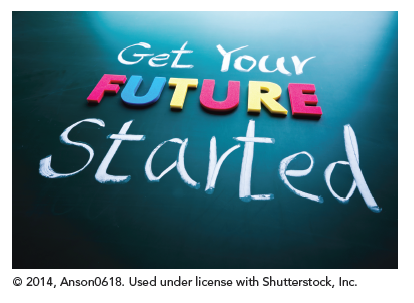 Get Your
FUTURE
Started
© 2014, Anson0618. Used under license with Shutterstock, Inc.